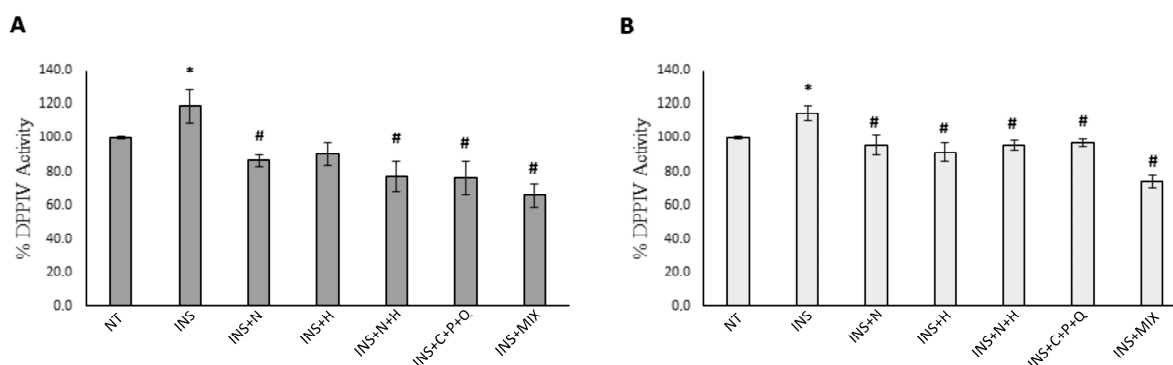 A
% DPPIV Activity
140.0
120.0
100.0
80.0
60.0
40.0
20.0
0.0
*
#
#
#
#
NT
INS
INS+N
INS+H
INS+N+H
INS+C+P+Q
INS+MIX
B
% DPPIV Activity
140.0
120.0
100.0
80.0
60.0
40.0
20.0
0.0
*
#
#
#
#
#
NT
INS
INS+N
INS+H
INS+N+H
INS+C+P+Q
INS+MIX